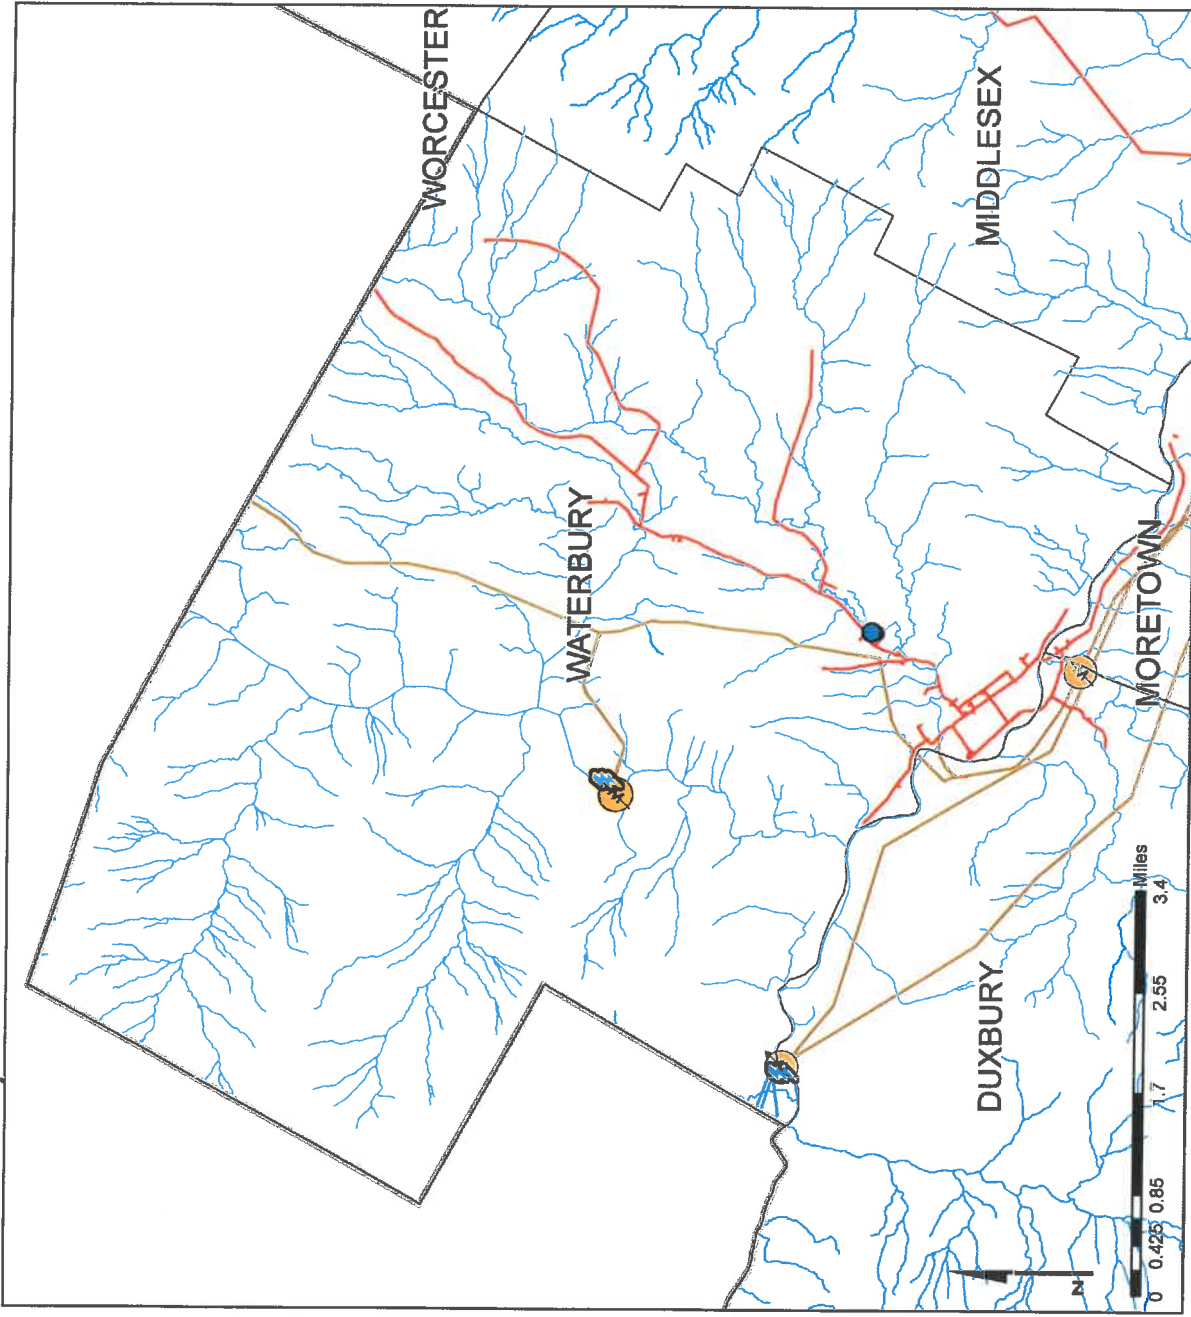 WORCESTER
WATERBURY
MIDDLESEX
MORETOWN
DUXBURY
Miles
0 0.425 0.85 1.7 2.55 3.4
N